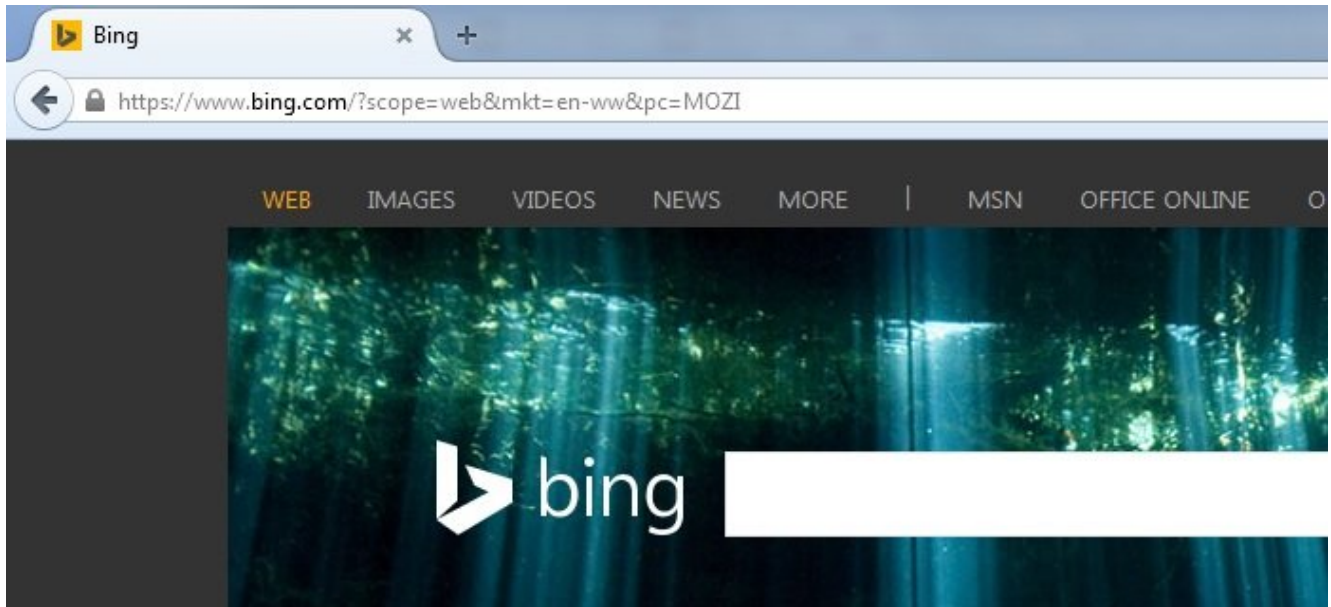 Bing
https://www.bing.com/?scope=web&mkt=en-ww&pc=MOZI
WEB IMAGES VIDEOS NEWS MORE | MSN OFFICE ONLINE O
bing